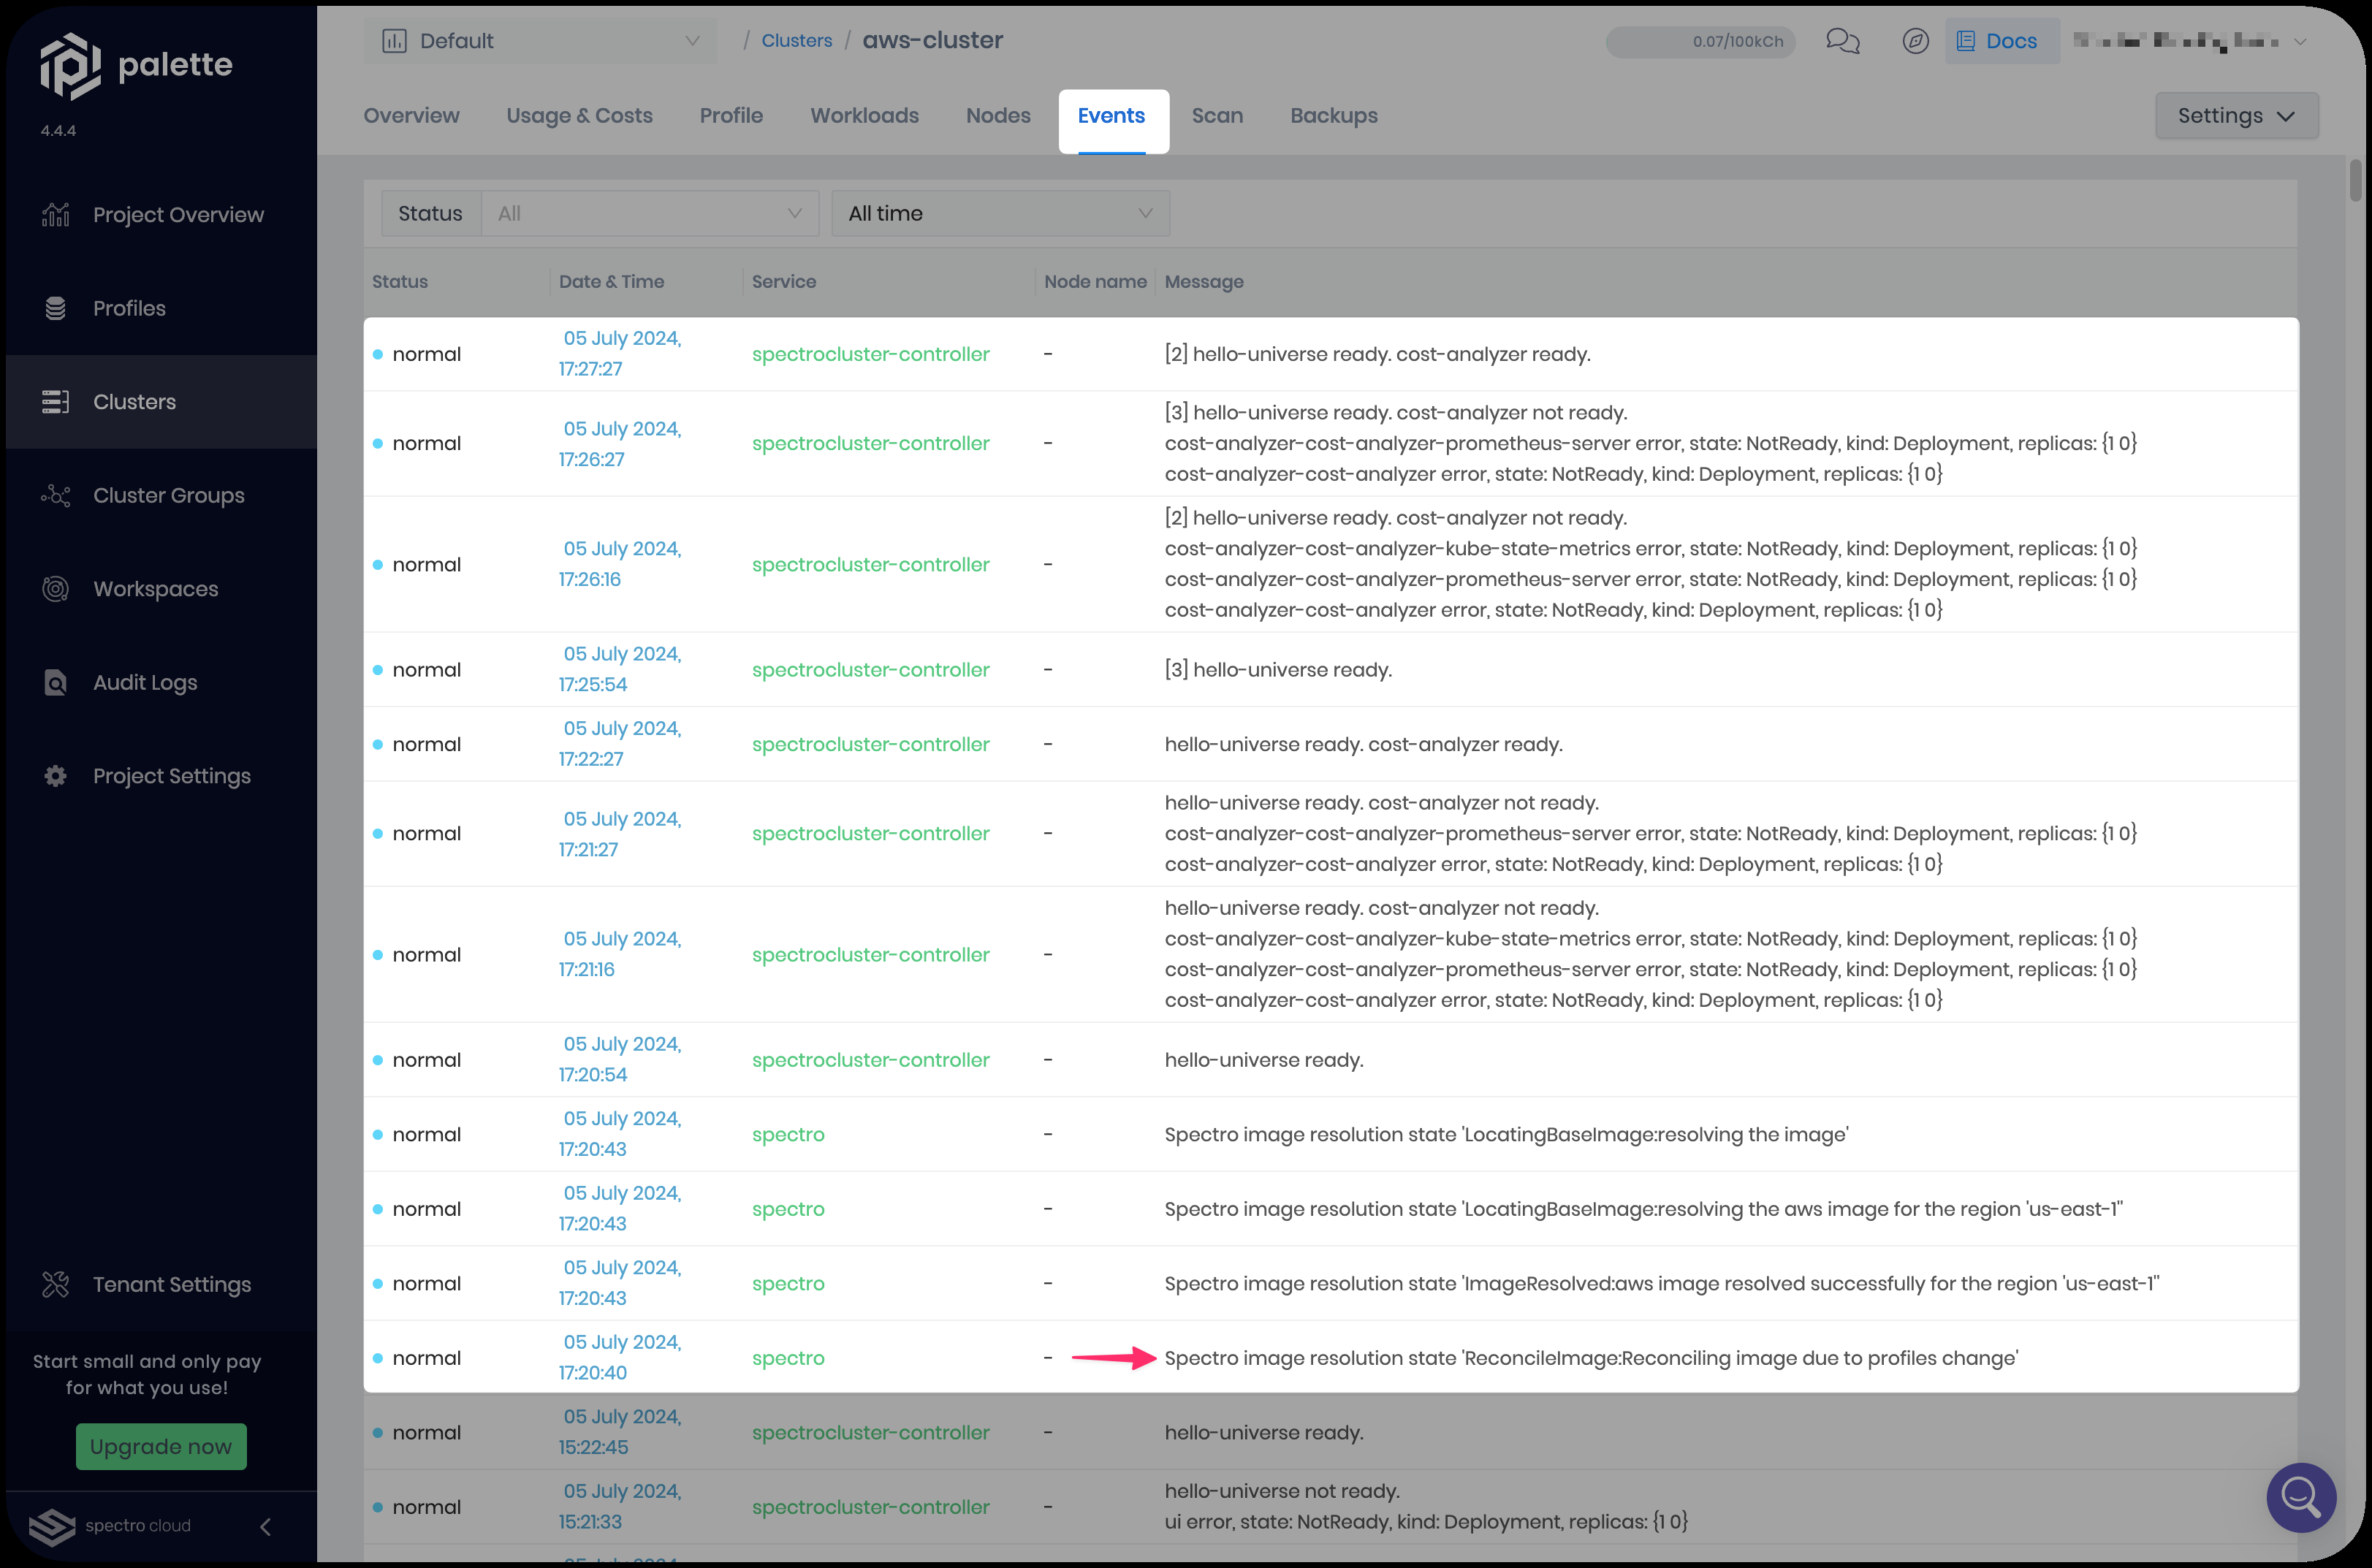 palette
4.4.4
Project Overview
Profiles
Clusters
Cluster Groups
Workspaces
Audit Logs
Project Settings
Tenant Settings
Start small and only pay
for what you use!
Upgrade now
spectro cloud
Default
/ Clusters / aws-cluster
0.07/100kCh
Docs
Overview Usage & Costs Profile Workloads Nodes Events Scan Backups
Settings
Status All All time
Status Date & Time Service Node name Message
normal 05 July 2024, 17:27:27 spectrocluster-controller - [2] hello-universe ready. cost-analyzer ready.
normal 05 July 2024, 17:26:27 spectrocluster-controller - [3] hello-universe ready. cost-analyzer not ready.
cost-analyzer-cost-analyzer-prometheus-server error, state: NotReady, kind: Deployment, replicas: {1 0}
cost-analyzer-cost-analyzer error, state: NotReady, kind: Deployment, replicas: {1 0}
normal 05 July 2024, 17:26:16 spectrocluster-controller - [2] hello-universe ready. cost-analyzer not ready.
cost-analyzer-cost-analyzer-kube-state-metrics error, state: NotReady, kind: Deployment, replicas: {1 0}
cost-analyzer-cost-analyzer-prometheus-server error, state: NotReady, kind: Deployment, replicas: {1 0}
cost-analyzer-cost-analyzer error, state: NotReady, kind: Deployment, replicas: {1 0}
normal 05 July 2024, 17:25:54 spectrocluster-controller - [3] hello-universe ready.
normal 05 July 2024, 17:22:27 spectrocluster-controller - hello-universe ready. cost-analyzer ready.
normal 05 July 2024, 17:21:27 spectrocluster-controller - hello-universe ready. cost-analyzer not ready.
cost-analyzer-cost-analyzer-prometheus-server error, state: NotReady, kind: Deployment, replicas: {1 0}
cost-analyzer-cost-analyzer error, state: NotReady, kind: Deployment, replicas: {1 0}
normal 05 July 2024, 17:21:16 spectrocluster-controller - hello-universe ready. cost-analyzer not ready.
cost-analyzer-cost-analyzer-kube-state-metrics error, state: NotReady, kind: Deployment, replicas: {1 0}
cost-analyzer-cost-analyzer-prometheus-server error, state: NotReady, kind: Deployment, replicas: {1 0}
cost-analyzer-cost-analyzer error, state: NotReady, kind: Deployment, replicas: {1 0}
normal 05 July 2024, 17:20:54 spectrocluster-controller - hello-universe ready.
normal 05 July 2024, 17:20:43 spectro - Spectro image resolution state 'LocatingBaseImage:resolving the image'
normal 05 July 2024, 17:20:43 spectro - Spectro image resolution state 'LocatingBaseImage:resolving the aws image for the region 'us-east-1''
normal 05 July 2024, 17:20:43 spectro - Spectro image resolution state 'ImageResolved:aws image resolved successfully for the region 'us-east-1''
normal 05 July 2024, 17:20:40 spectro - Spectro image resolution state 'ReconcileImage:Reconciling image due to profiles change'
normal 05 July 2024, 15:22:45 spectrocluster-controller - hello-universe ready.
normal 05 July 2024, 15:21:33 spectrocluster-controller - hello-universe not ready.
ui error, state: NotReady, kind: Deployment, replicas: {1 0}